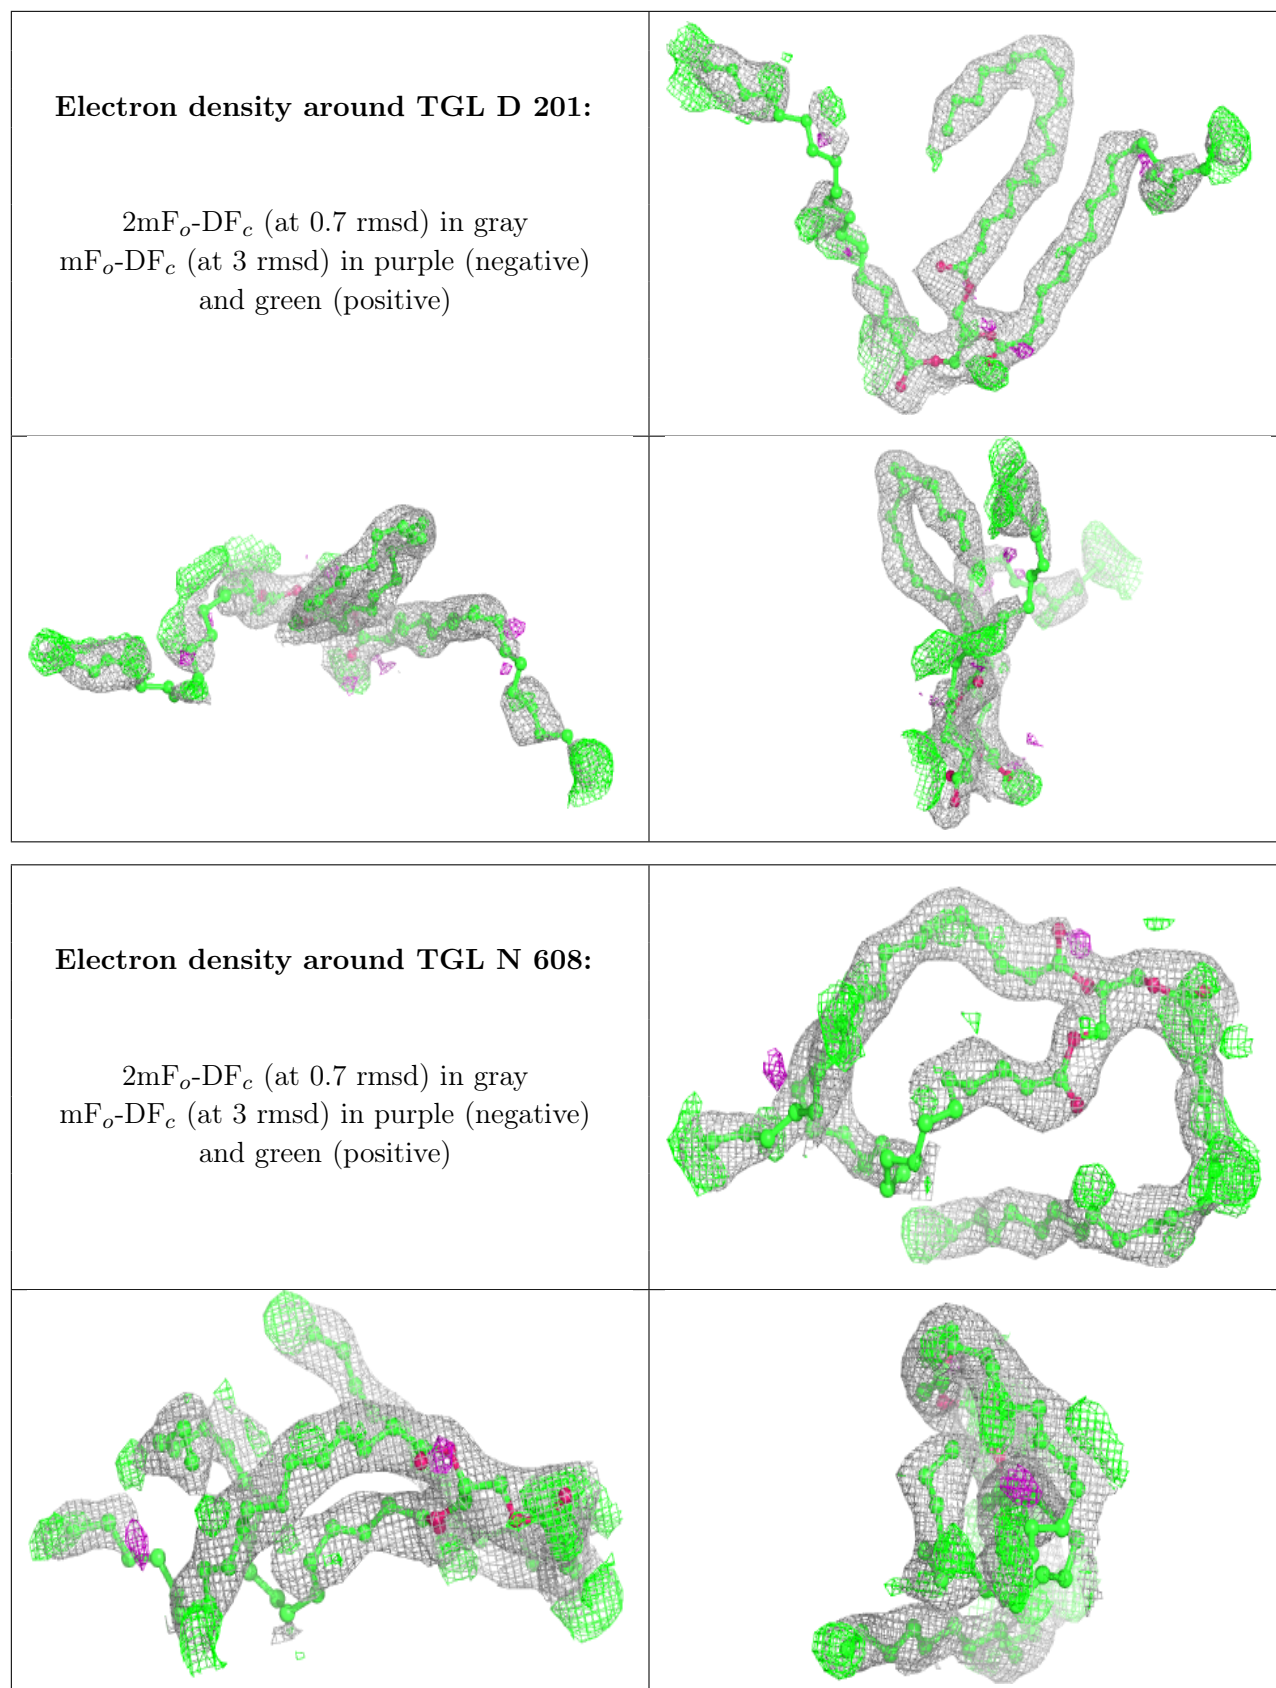 Electron density around TGL D 201:
2mFo-DFc (at 0.7 rmsd) in gray
mFo-DFc (at 3 rmsd) in purple (negative)
and green (positive)
Electron density around TGL N 608:
2mFo-DFc (at 0.7 rmsd) in gray
mFo-DFc (at 3 rmsd) in purple (negative)
and green (positive)